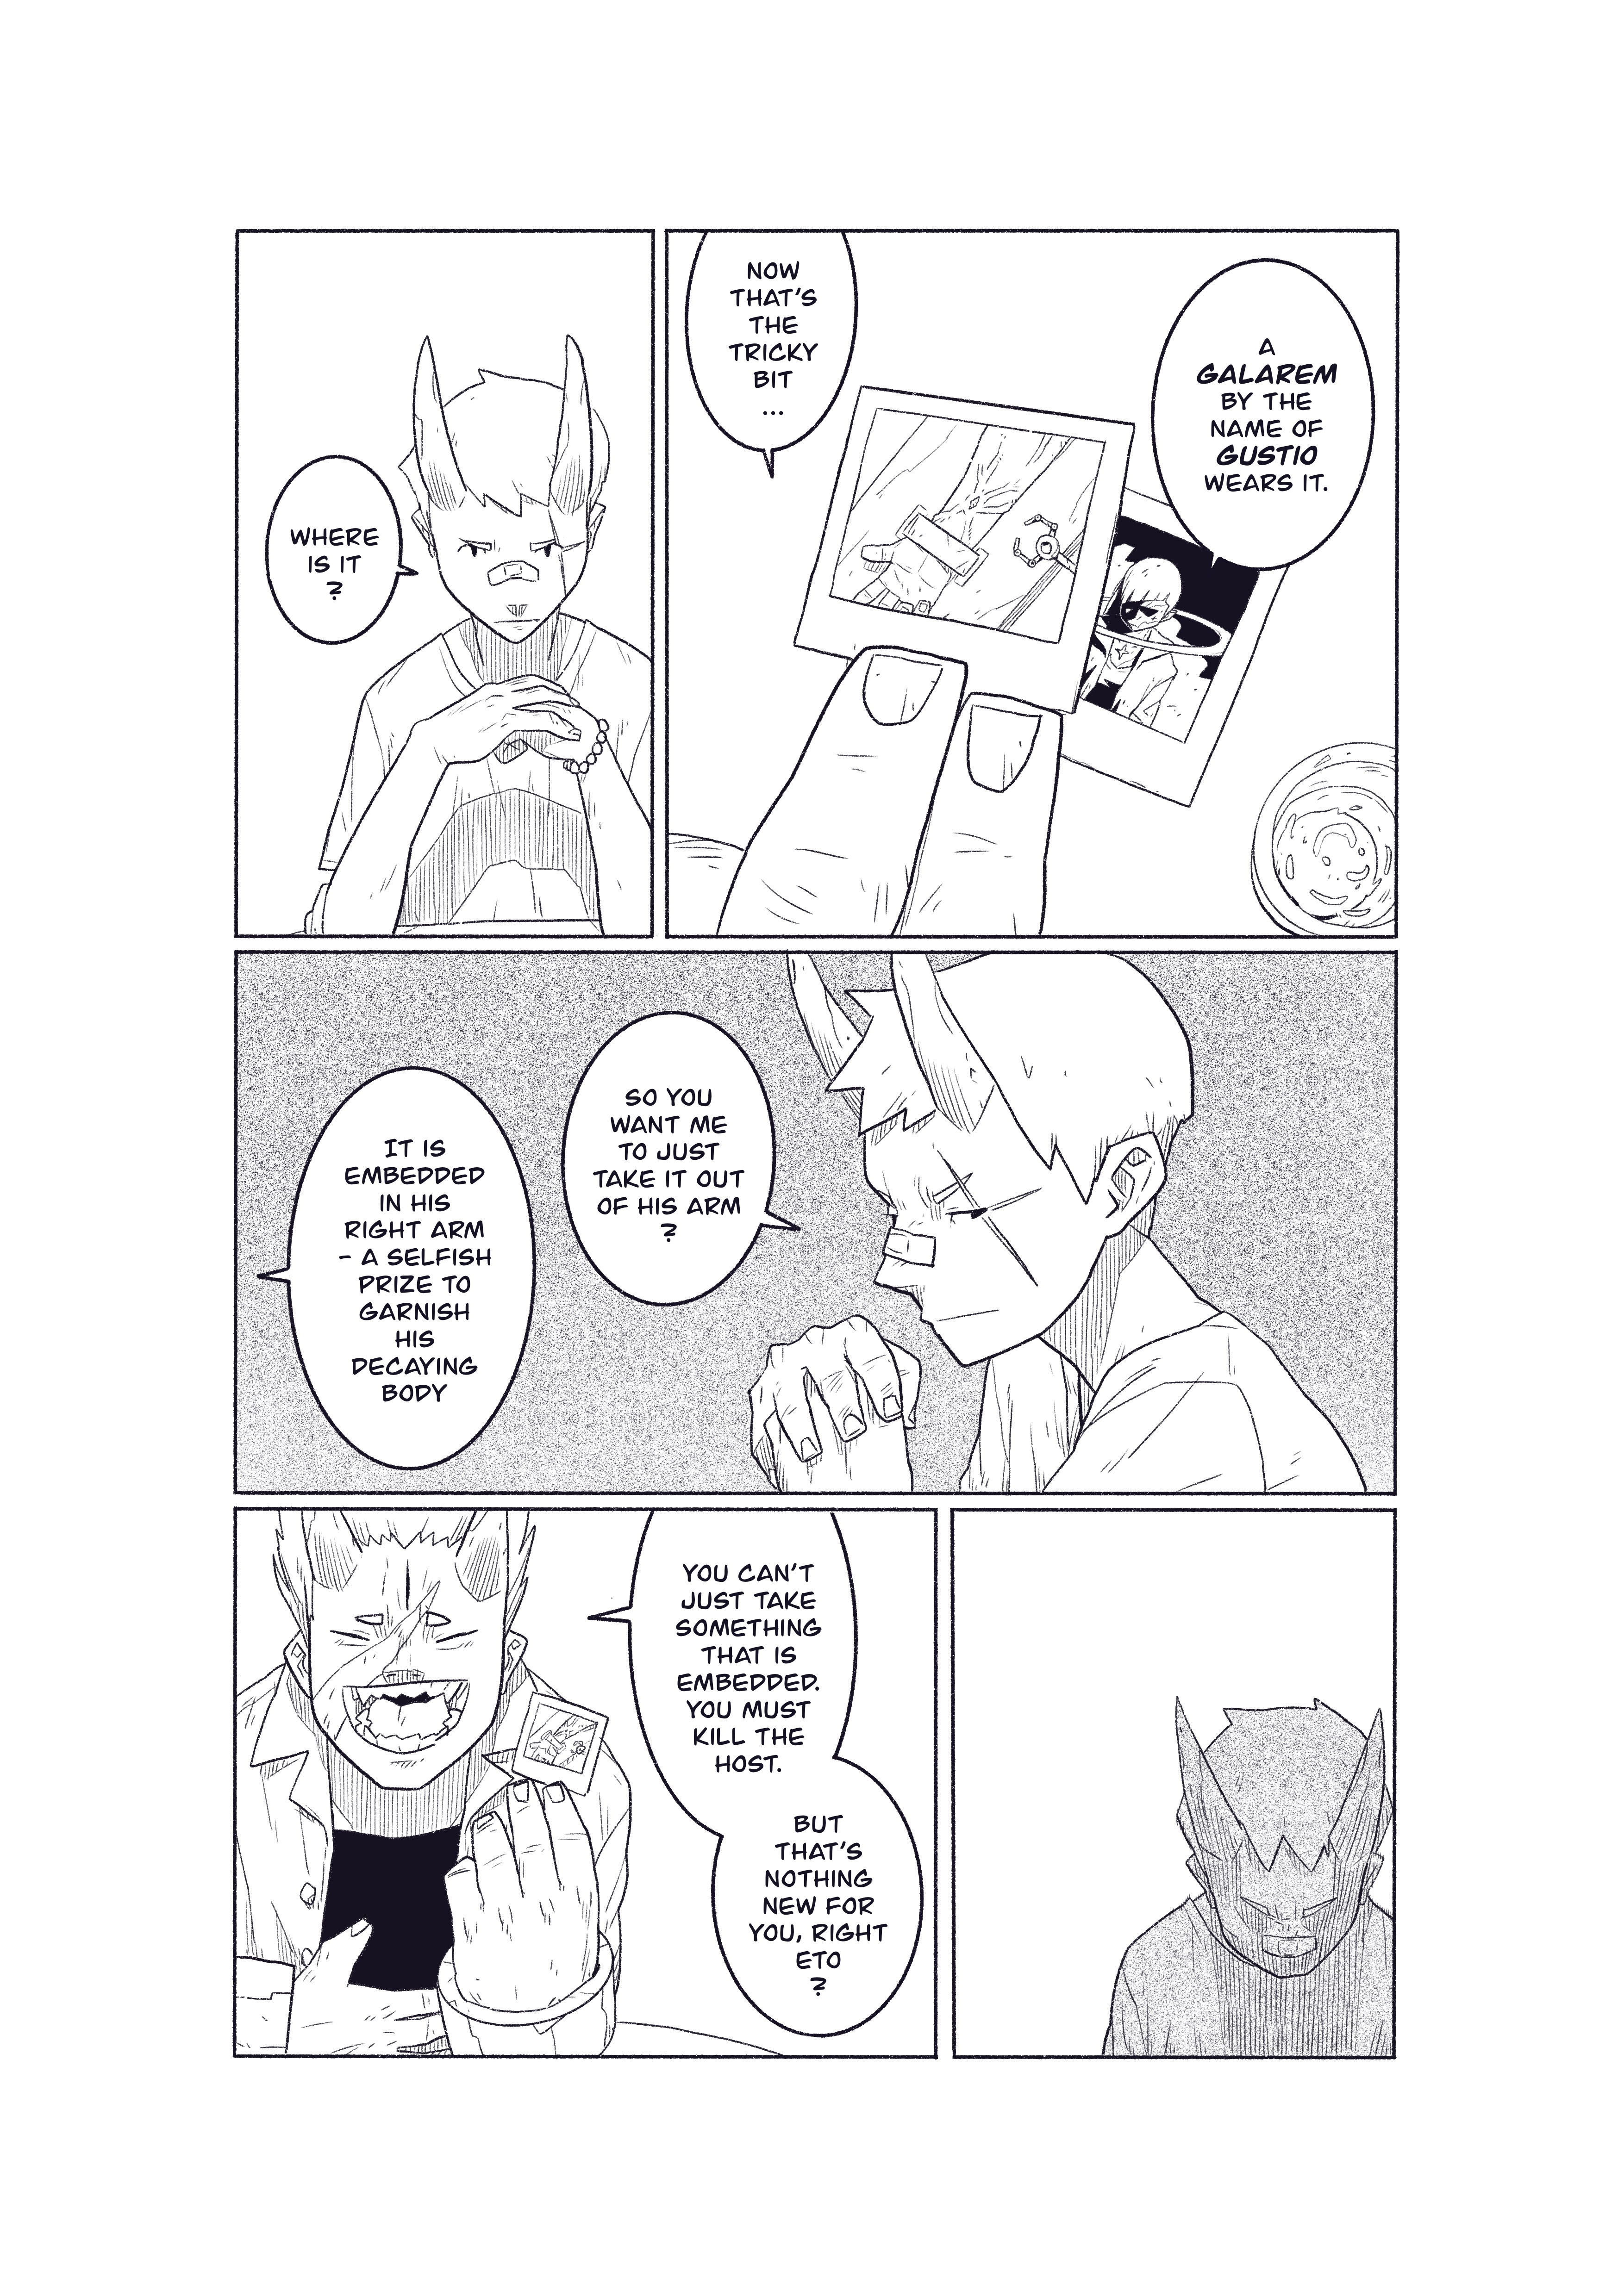 WHERE
IS IT
?
NOW
THAT'S
THE
TRICKY
BIT
...
A
GALAREM
BY THE
NAME OF
GUSTIO
WEARS IT.
IT IS
EMBEDDED
IN HIS
RIGHT ARM
- A SELFISH
PRIZE TO
GARNISH
HIS
DECAYING
BODY
SO YOU
WANT ME
TO JUST
TAKE IT OUT
OF HIS ARM
?
YOU CAN'T
JUST TAKE
SOMETHING
THAT IS
EMBEDDED.
YOU MUST
KILL THE
HOST.
BUT
THAT'S
NOTHING
NEW FOR
YOU, RIGHT
ETO
?